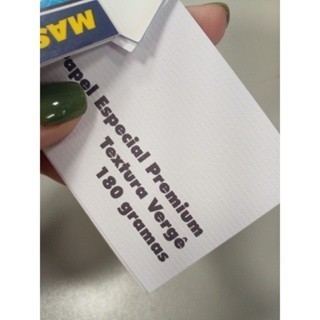 MAS
apel Especial Premium
Textura Vergê
180 gramas